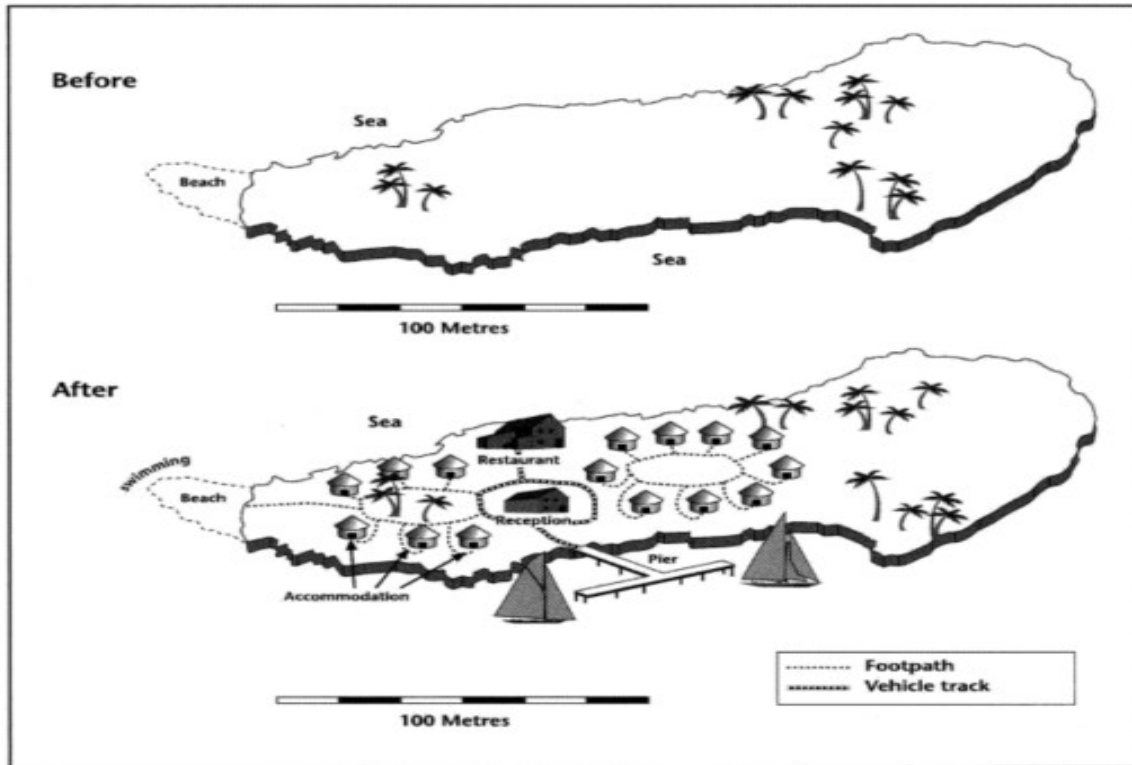 Before
Sea
Beach
Sea
100 Metres
After
Sea
swimming
Beach
Restaurant
Reception
Pier
Accommodation
Footpath
Vehicle track
100 Metres